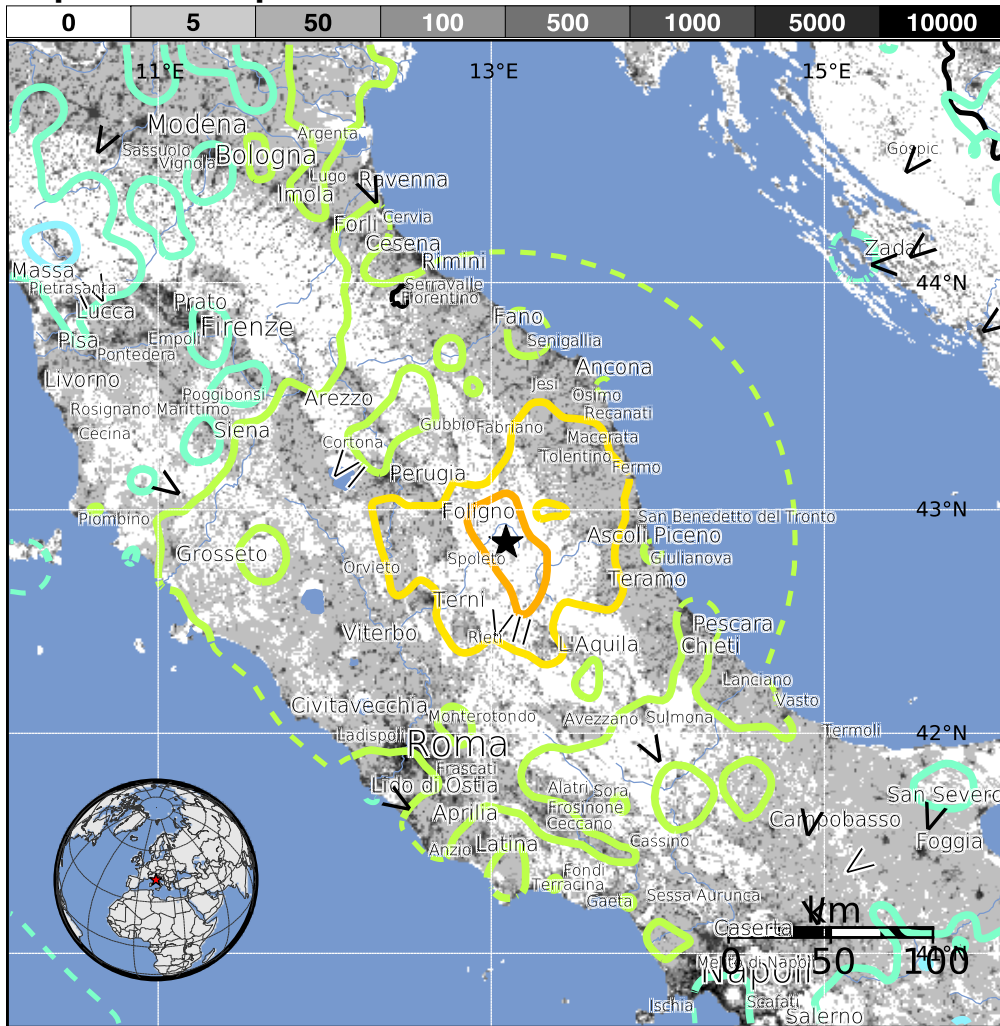 0 5 50 100 500 1000 5000 10000
11°E 13°E 15°E
Modena
Argenta
Sassuolo
Vignola
Bologna
Gospic
Lugo
Ravenna
Imola
Forli
Cervia
Cesena
Zadar
Rimini
Massa
44°N
Pietrasanta
Serravalle
Fiorentino
Prato
Lucca
Fano
Firenze
Pisa
Empoli
Senigallia
Pontedera
Ancona
Livorno
Jesi
Poggibonsi
Arezzo
Osimo
Rosignano Marittimo
Recanati
Cecina
Siena
Gubbio
Fabriano
Cortona
Macerata
Tolentino
Perugia
Fermo
43°N
Foligno
Piombino
San Benedetto del Tronto
Ascoli Piceno
Grosseto
Spoleto
Giulianova
Orvieto
Teramo
Terni
Viterbo
Rieti
L'Aquila
Pescara
Chieti
Lanciano
Civitavecchia
Vasto
Monterotondo
Avezzano
Sulmona
Ladispoli
Termoli
42°N
Roma
Frascati
Lido di Ostia
Alatri
Sora
San Severo
Frosinone
Aprilia
Ceccano
Campobasso
Latina
Cassino
Foggia
Anzio
Fondi
Terracina
Gaeta
Sessa Aurunca
km
Caserta
0 50 100
41°N
Napoli
Ischia
Scafati
Salerno